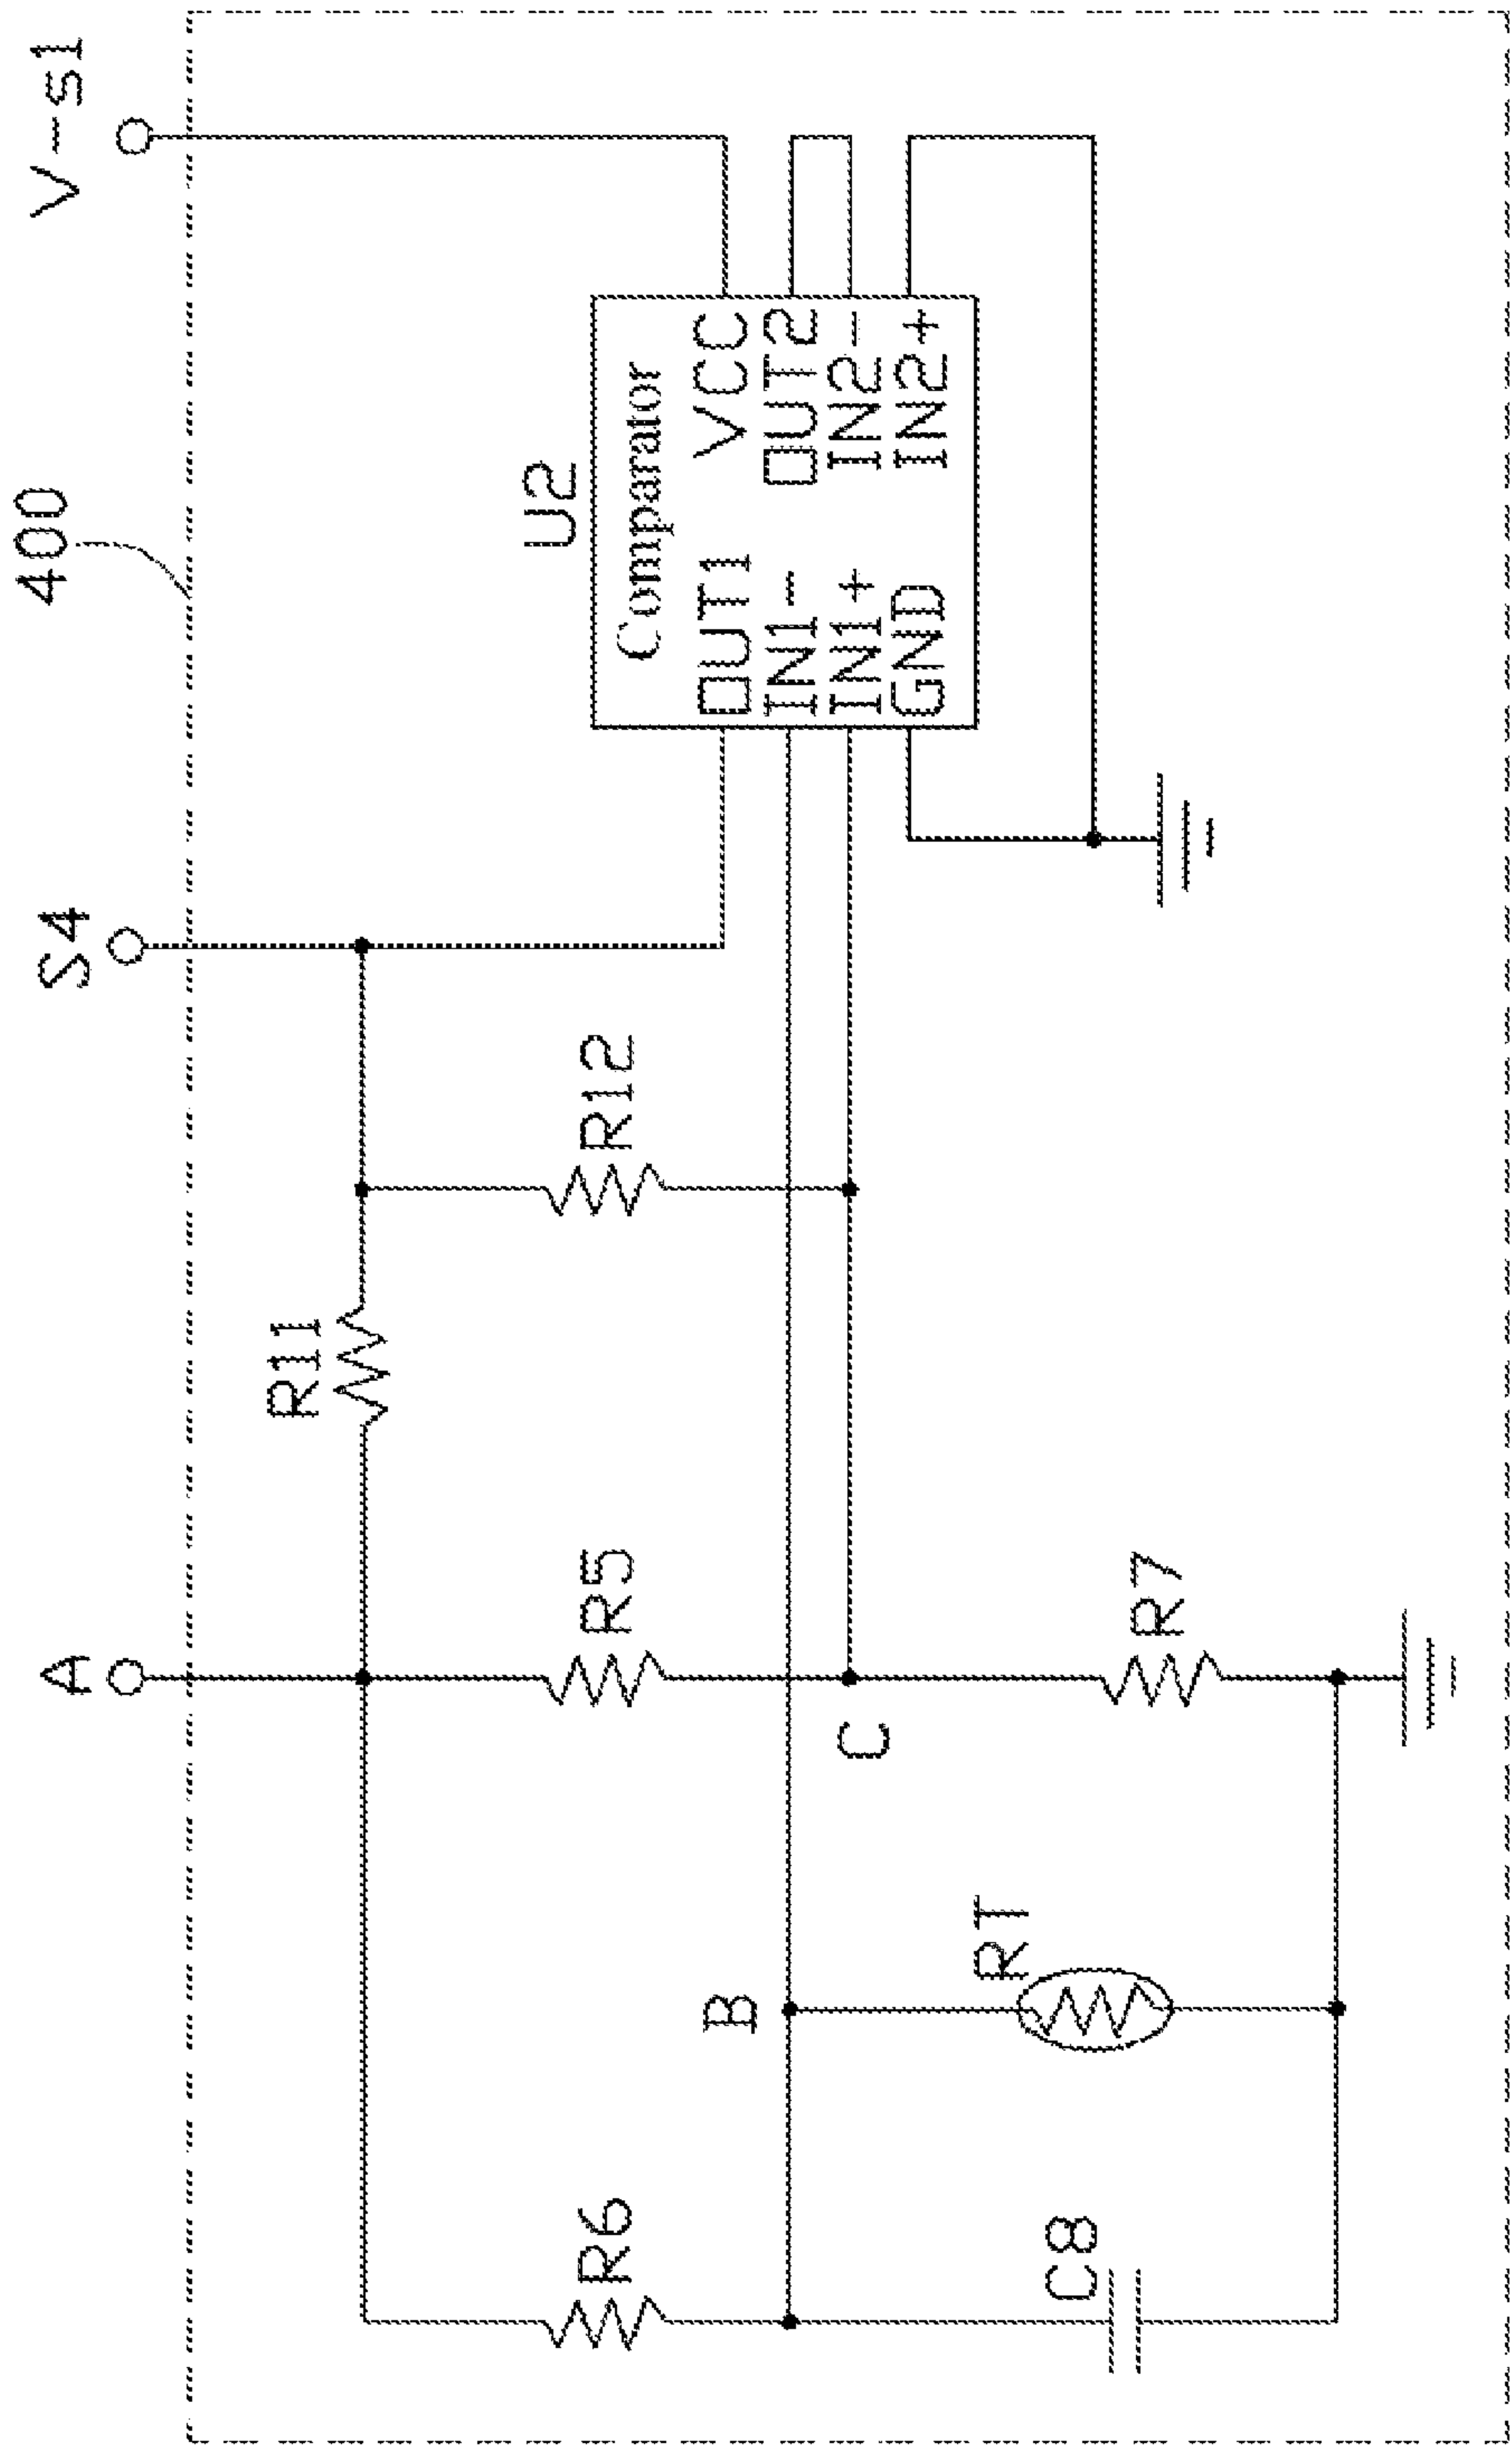 400
A
S4
V-s1
R11
U2
Comparator
R6
R5
R12
OUT1 VCC
IN1- OUT2
IN1+ IN2-
GND IN2+
B
C
C8
RT
R7